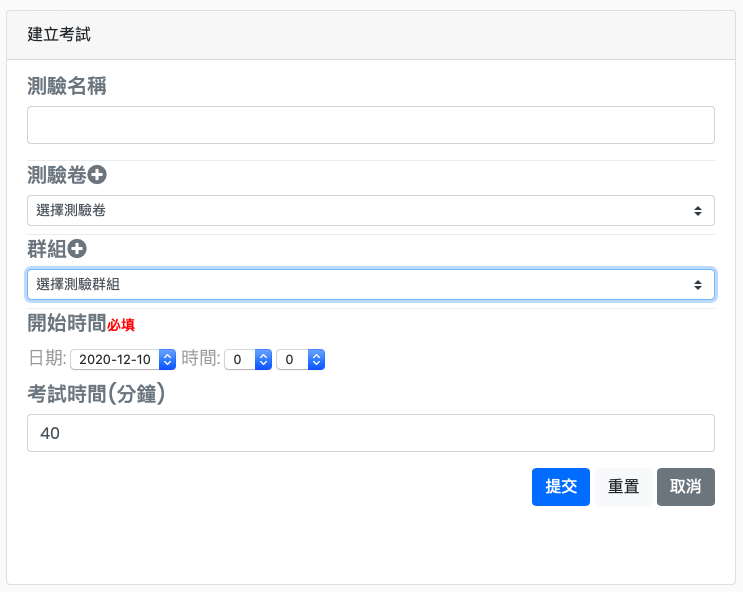 建立考試
測驗名稱
測驗卷
選擇測驗卷
群組
選擇測驗群組
開始時間必填
日期: 2020-12-10 時間: 0 0
考試時間(分鐘)
40
提交 重置 取消